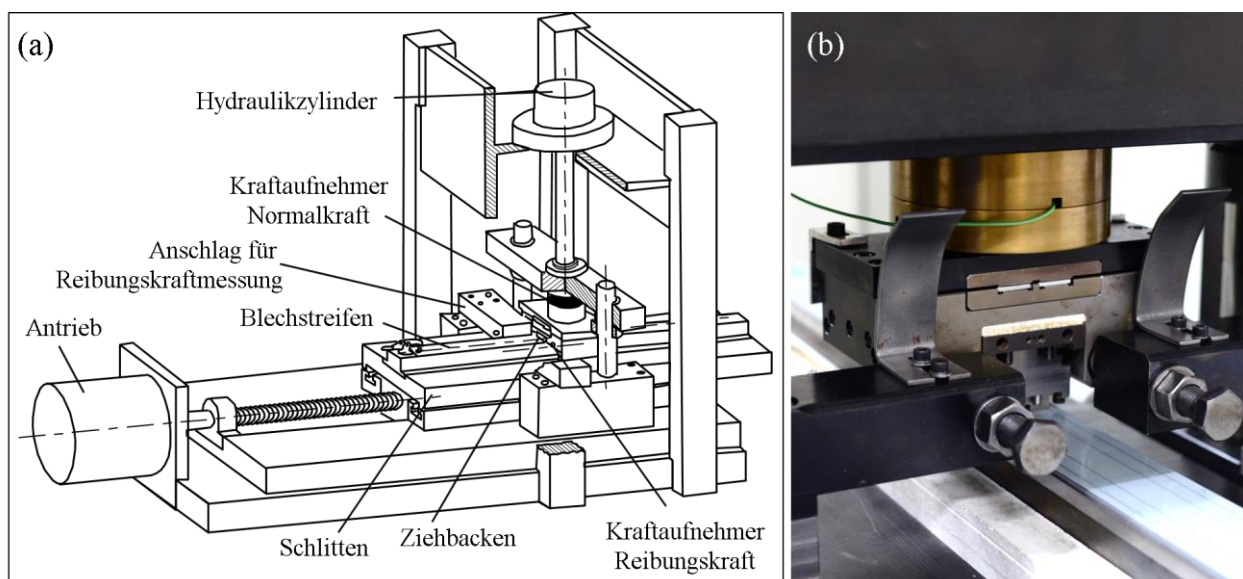 (a)
(b)
Hydraulikzylinder
Kraftaufnehmer
Normalkraft
Anschlag für
Reibungskraftmessung
Blechstreifen
Antrieb
Schlitten
Ziehbacken
Kraftaufnehmer
Reibungskraft